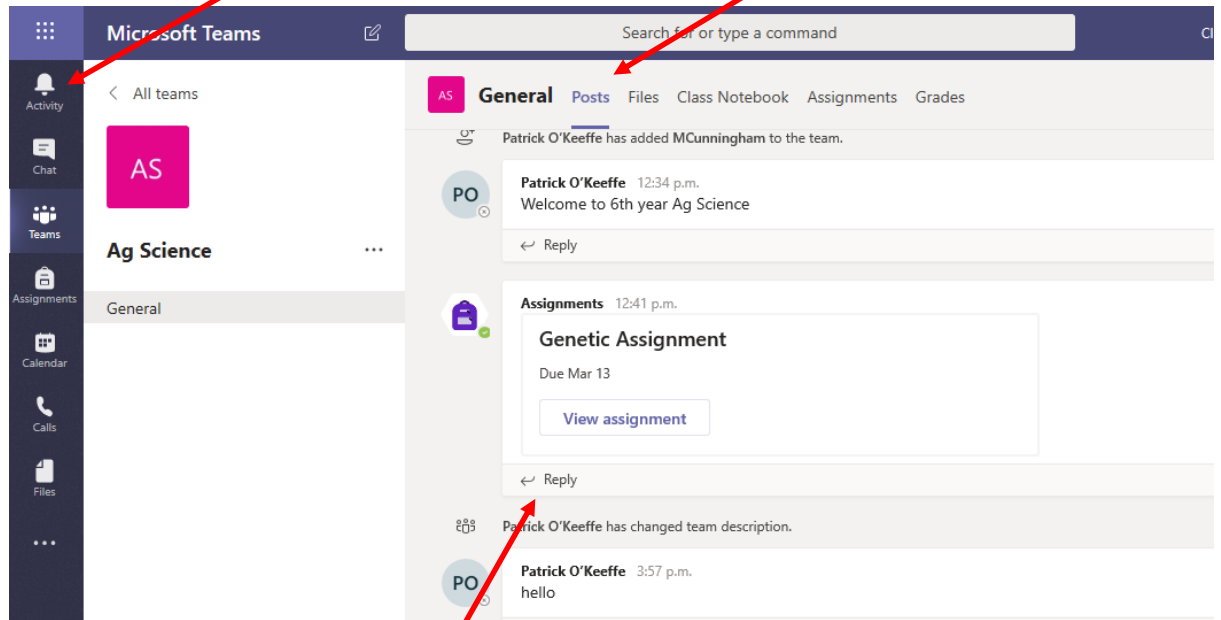 Microsoft Teams
Search for or type a command
Activity
Chat
Teams
Assignments
Calendar
Calls
Files
All teams
AS
Ag Science
General
AS General Posts Files Class Notebook Assignments Grades
Patrick O'Keeffe has added MCunningham to the team.
PO
Patrick O'Keeffe 12:34 p.m.
Welcome to 6th year Ag Science
Reply
Assignments 12:41 p.m.
Genetic Assignment
Due Mar 13
View assignment
Reply
Patrick O'Keeffe has changed team description.
PO
Patrick O'Keeffe 3:57 p.m.
hello